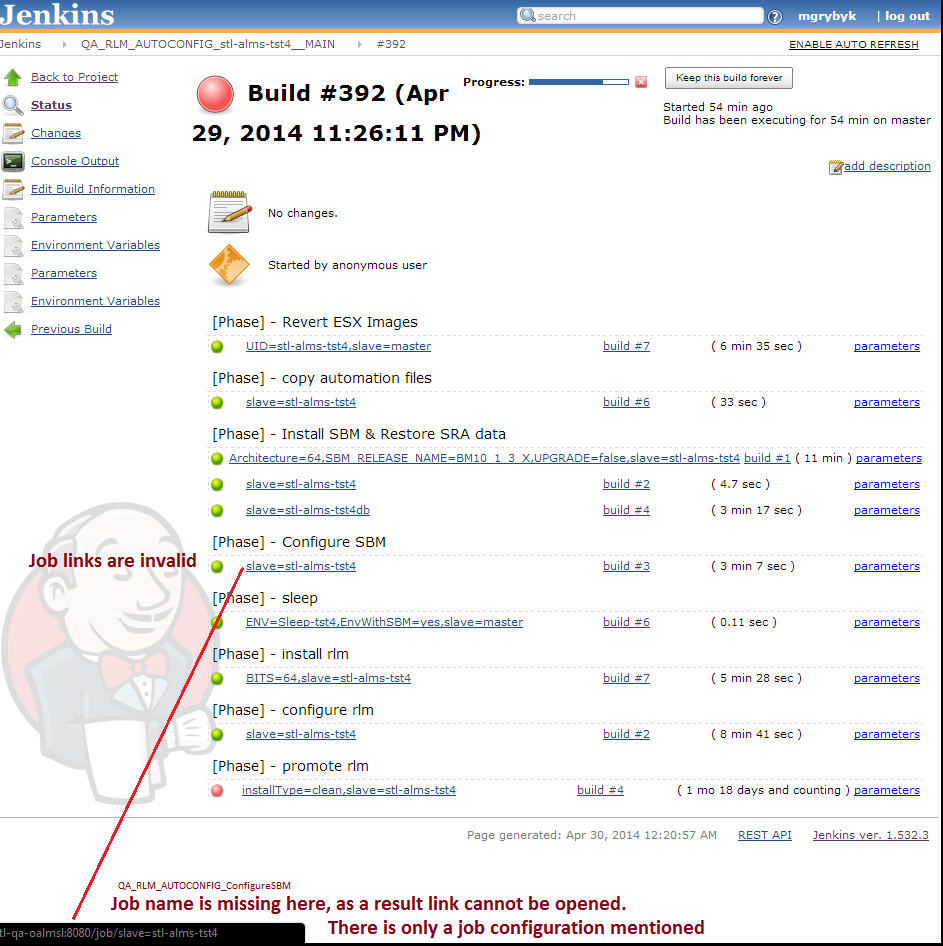 Jenkins
search
mgrybyk | log out
Jenkins QA_RLM_AUTOCONFIG_stl-alms-tst4__MAIN #392
ENABLE AUTO REFRESH
Back to Project
Status
Changes
Console Output
Edit Build Information
Parameters
Environment Variables
Parameters
Environment Variables
Previous Build
Build #392 (Apr
29, 2014 11:26:11 PM)
Progress:
Keep this build forever
Started 54 min ago
Build has been executing for 54 min on master
add description
No changes.
Started by anonymous user
[Phase] - Revert ESX Images
UID=stl-alms-tst4,slave=master build #7 ( 6 min 35 sec ) parameters
[Phase] - copy automation files
slave=stl-alms-tst4 build #6 ( 33 sec ) parameters
[Phase] - Install SBM & Restore SRA data
Architecture=64,SBM_RELEASE_NAME=BM10_1_3_X,UPGRADE=false,slave=stl-alms-tst4 build #1 ( 11 min ) parameters
slave=stl-alms-tst4 build #2 ( 4.7 sec ) parameters
slave=stl-alms-tst4db build #4 ( 3 min 17 sec ) parameters
[Phase] - Configure SBM
Job links are invalid
slave=stl-alms-tst4 build #3 ( 3 min 7 sec ) parameters
[Phase] - sleep
ENV=Sleep-tst4,EnvWithSBM=yes,slave=master build #6 ( 0.11 sec ) parameters
[Phase] - install rlm
BITS=64,slave=stl-alms-tst4 build #7 ( 5 min 28 sec ) parameters
[Phase] - configure rlm
slave=stl-alms-tst4 build #2 ( 8 min 41 sec ) parameters
[Phase] - promote rlm
installType=clean,slave=stl-alms-tst4 build #4 ( 1 mo 18 days and counting ) parameters
Page generated: Apr 30, 2014 12:20:57 AM REST API Jenkins ver. 1.532.3
QA_RLM_AUTOCONFIG_ConfigureSBM
Job name is missing here, as a result link cannot be opened.
There is only a job configuration mentioned
tl-qa-oalmsl:8080/job/slave=stl-alms-tst4